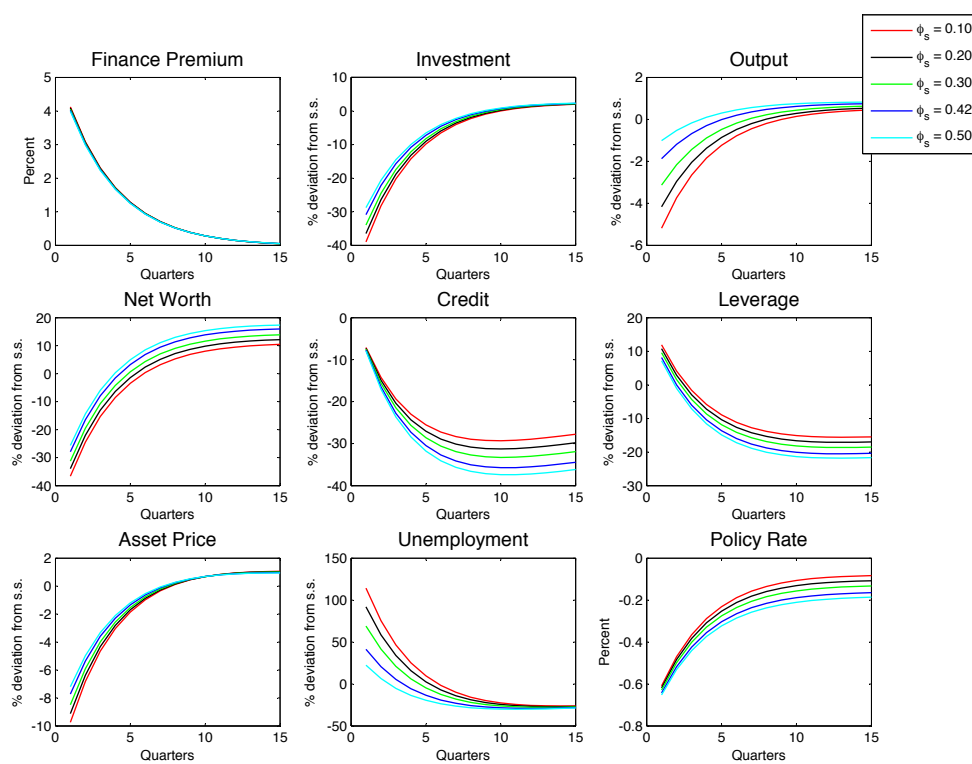 ϕs = 0.10
ϕs = 0.20
ϕs = 0.30
ϕs = 0.42
ϕs = 0.50
Finance Premium
Percent
5
4
3
2
1
0
0 5 10 15
Quarters
Investment
% deviation from s.s.
10
0
-10
-20
-30
-40
0 5 10 15
Quarters
Output
% deviation from s.s.
2
0
-2
-4
-6
0 5 10 15
Quarters
Net Worth
% deviation from s.s.
20
10
0
-10
-20
-30
-40
0 5 10 15
Quarters
Credit
% deviation from s.s.
0
-10
-20
-30
-40
0 5 10 15
Quarters
Leverage
% deviation from s.s.
20
10
0
-10
-20
-30
0 5 10 15
Quarters
Asset Price
% deviation from s.s.
2
0
-2
-4
-6
-8
-10
0 5 10 15
Quarters
Unemployment
% deviation from s.s.
150
100
50
0
-50
0 5 10 15
Quarters
Policy Rate
Percent
0
-0.2
-0.4
-0.6
-0.8
0 5 10 15
Quarters